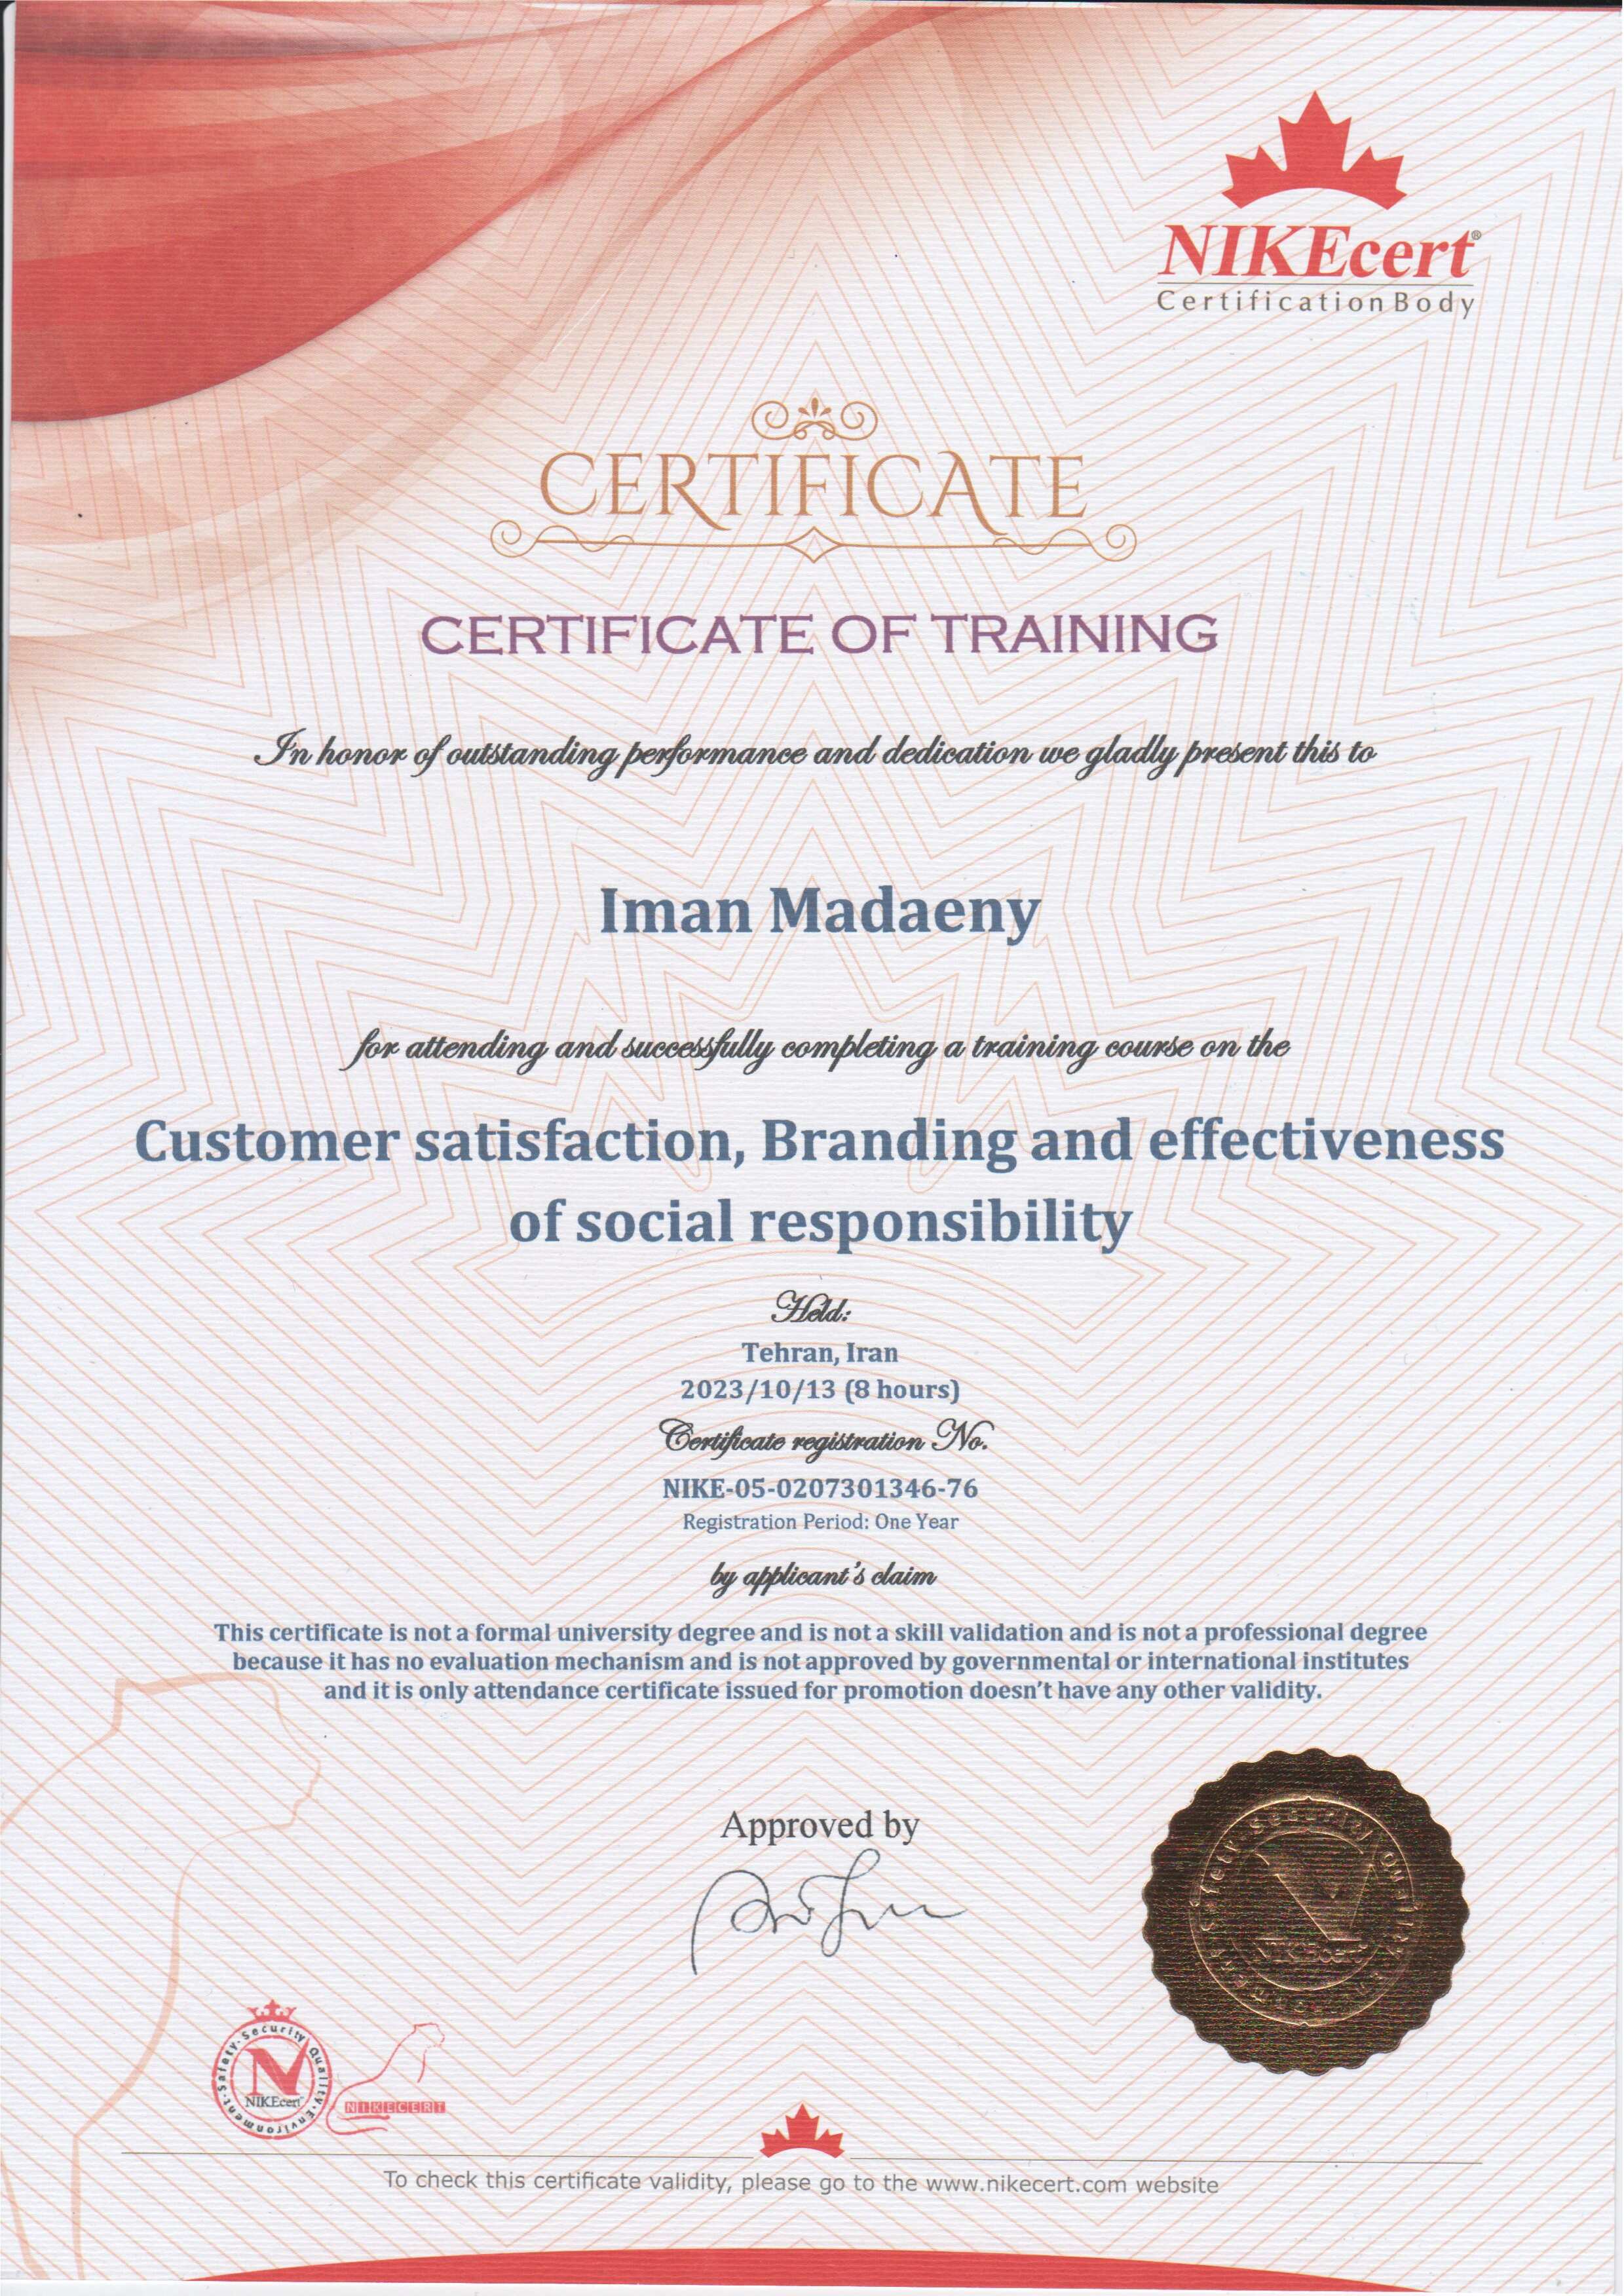 NIKEcert®
Certification Body
CERTIFICATE
CERTIFICATE OF TRAINING
In honor of outstanding performance and dedication we gladly present this to
Iman Madaeny
for attending and successfully completing a training course on the
Customer satisfaction, Branding and effectiveness
of social responsibility
Held:
Tehran, Iran
2023/10/13 (8 hours)
Certificate registration No.
NIKE-05-0207301346-76
Registration Period: One Year
by applicant's claim
This certificate is not a formal university degree and is not a skill validation and is not a professional degree
because it has no evaluation mechanism and is not approved by governmental or international institutes
and it is only attendance certificate issued for promotion doesn't have any other validity.
Approved by
Safety·Security Quality·Environment
N
NIKEcert
NIKECERT
To check this certificate validity, please go to the www.nikecert.com website